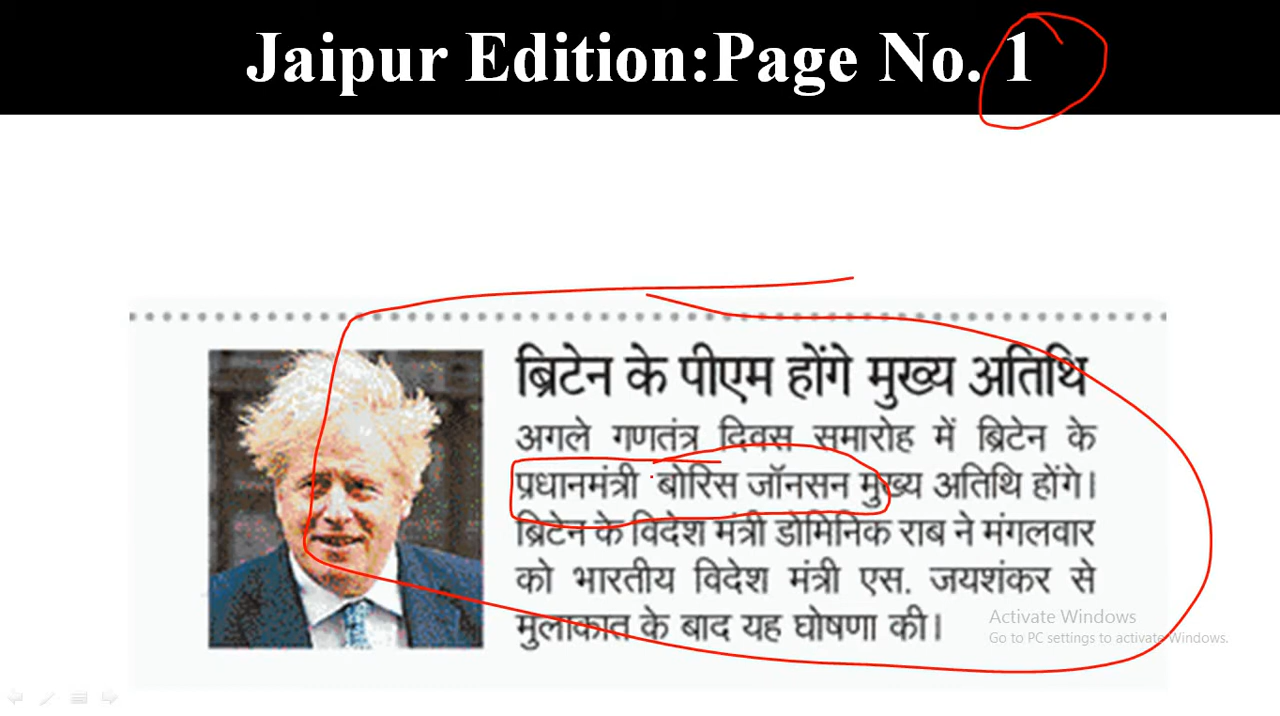 Jaipur Edition:Page No. 1
ब्रिटेन के पीएम होंगे मुख्य अतिथि
अगले गणतंत्र दिवस समारोह में ब्रिटेन के
प्रधानमंत्री बोरिस जॉनसन मुख्य अतिथि होंगे।
ब्रिटेन के विदेश मंत्री डोमिनिक राब ने मंगलवार
को भारतीय विदेश मंत्री एस. जयशंकर से
मुलाकात के बाद यह घोषणा की।
Activate Windows
Go to PC settings to activate Windows.